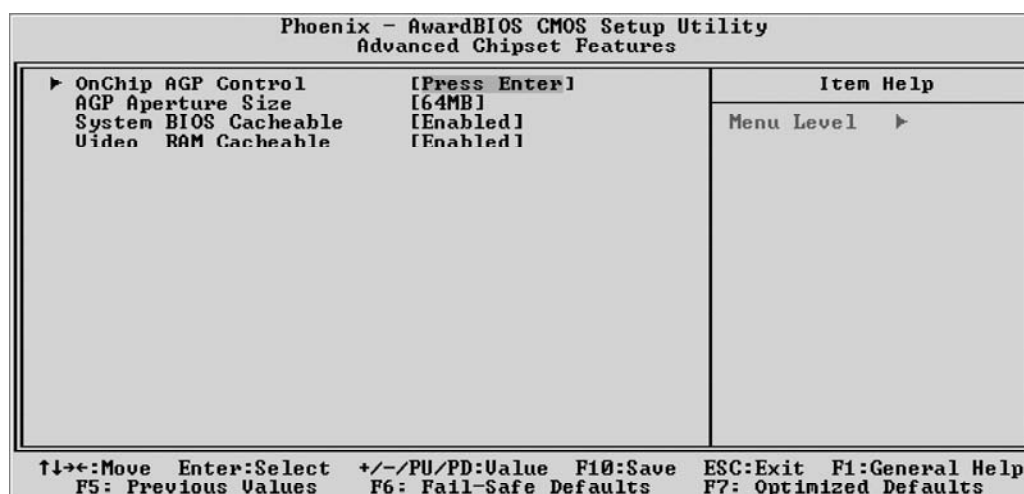 Phoenix - AwardBIOS CMOS Setup Utility
Advanced Chipset Features
▶ OnChip AGP Control [Press Enter]
AGP Aperture Size [64MB]
System BIOS Cacheable [Enabled]
Video RAM Cacheable [Enabled]
Item Help
Menu Level ▶
↑↓→←:Move Enter:Select +/-/PU/PD:Value F10:Save ESC:Exit F1:General Help
F5: Previous Values F6: Fail-Safe Defaults F7: Optimized Defaults